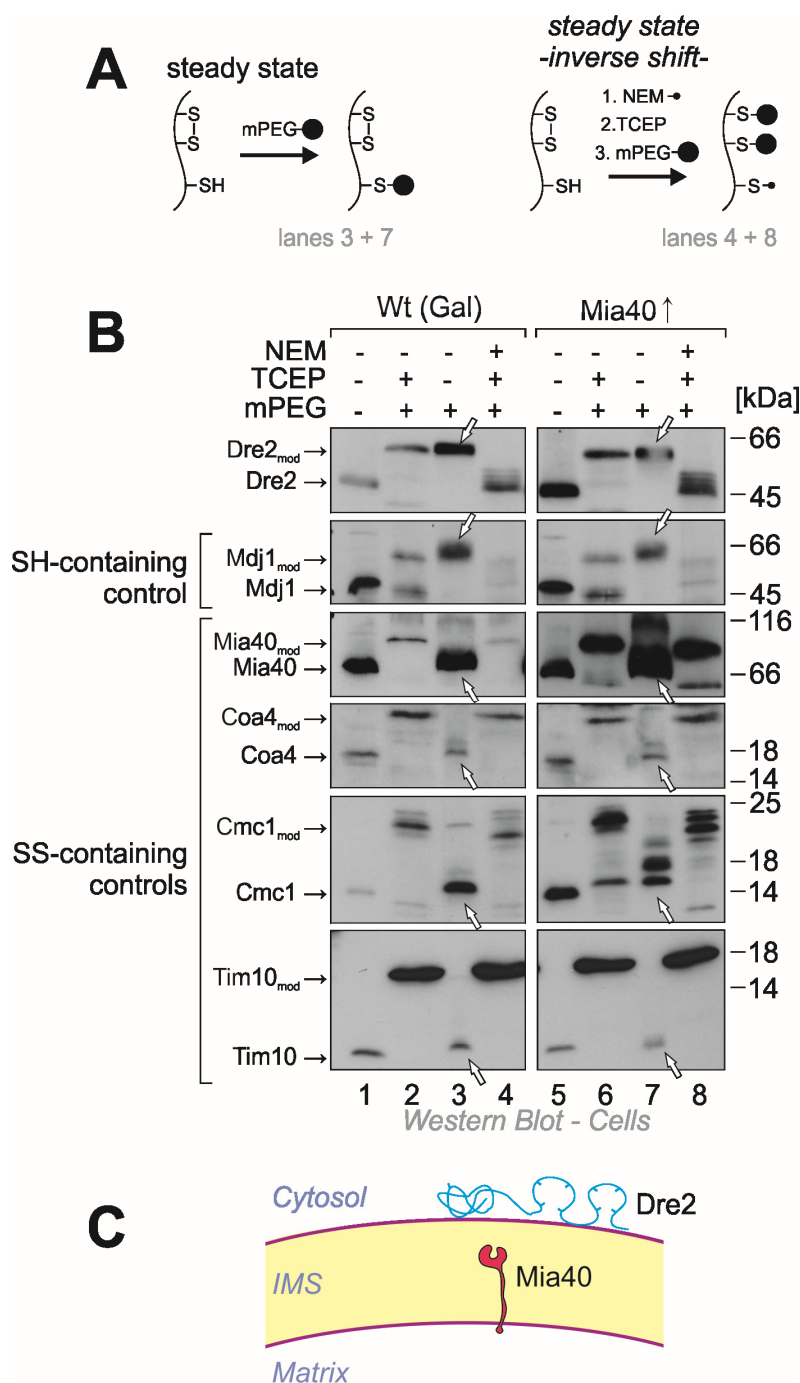 A
steady state
mPEG
S
S
SH
S
S
S
lanes 3 + 7
steady state
-inverse shift-
1. NEM
2.TCEP
3. mPEG
S
S
SH
S
S
S
lanes 4 + 8
B
Wt (Gal) Mia40↑
NEM - - - + - - - +
TCEP - + - + - + - +
mPEG - + + + - + + + [kDa]
Dre2mod → –66
Dre2 → –45
SH-containing control
Mdj1mod → –66
Mdj1 → –45
SS-containing controls
–116
Mia40mod →
Mia40 → –66
Coa4mod →
Coa4 → –18
–14
–25
Cmc1mod →
–18
Cmc1 → –14
–18
Tim10mod → –14
Tim10 →
1 2 3 4 5 6 7 8
Western Blot - Cells
C
Cytosol
Dre2
IMS
Mia40
Matrix